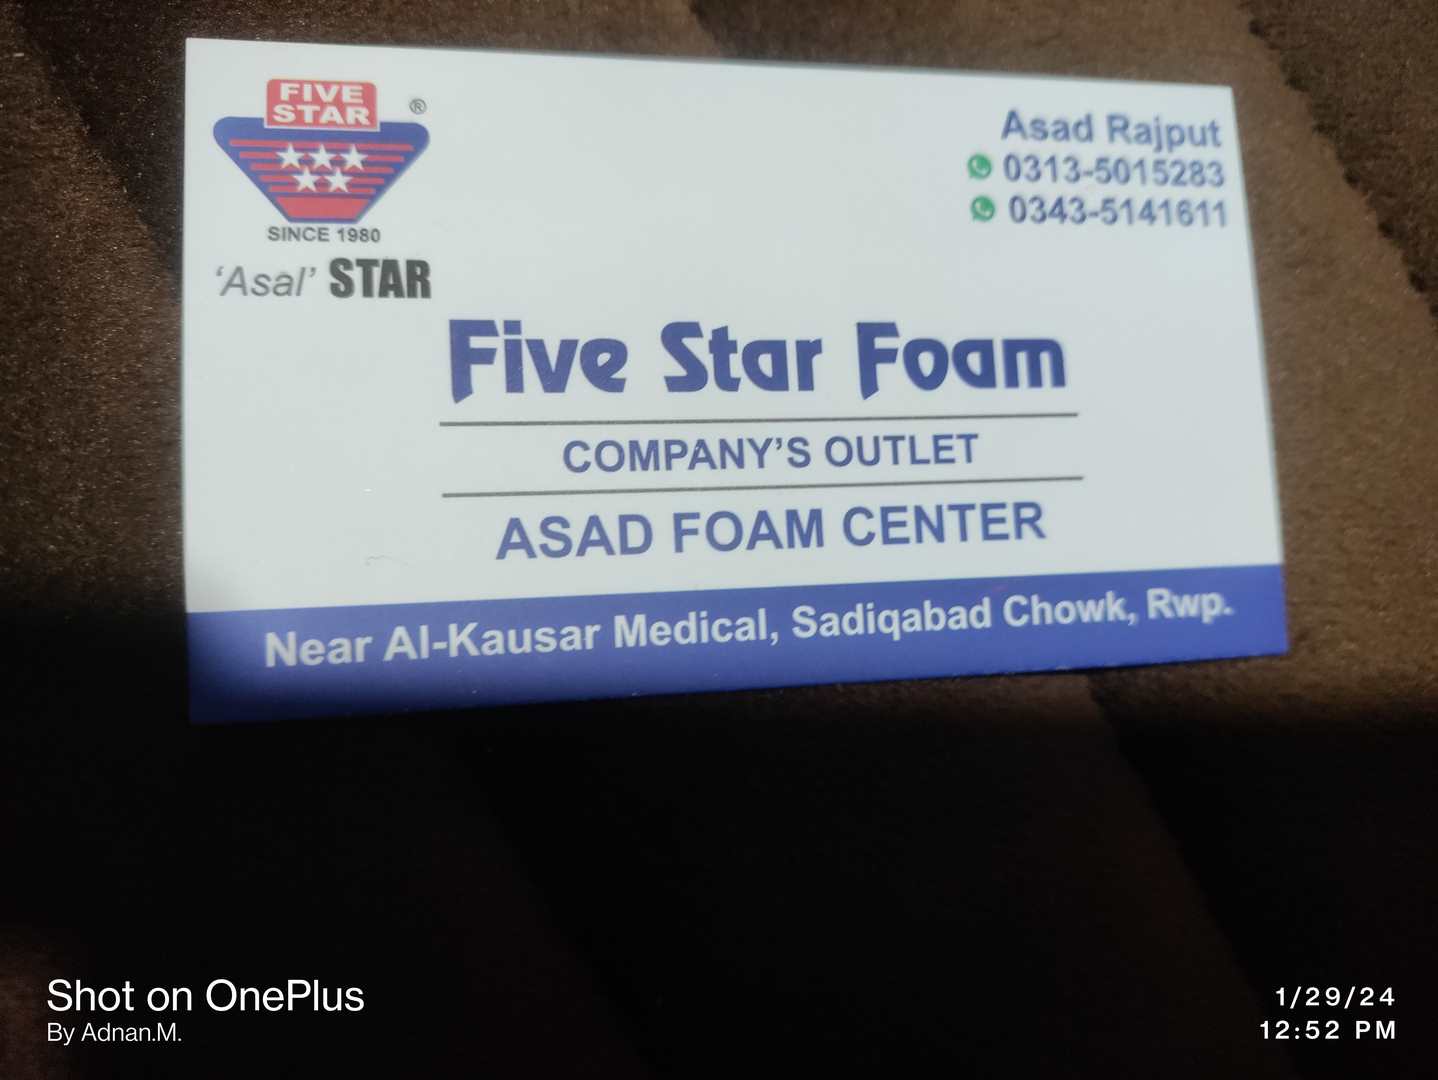 FIVE
STAR
®
SINCE 1980
'Asal' STAR
Asad Rajput
0313-5015283
0343-5141611
Five Star Foam
COMPANY'S OUTLET
ASAD FOAM CENTER
Near Al-Kausar Medical, Sadiqabad Chowk, Rwp.
Shot on OnePlus
By Adnan.M.
1/29/24
12:52 PM